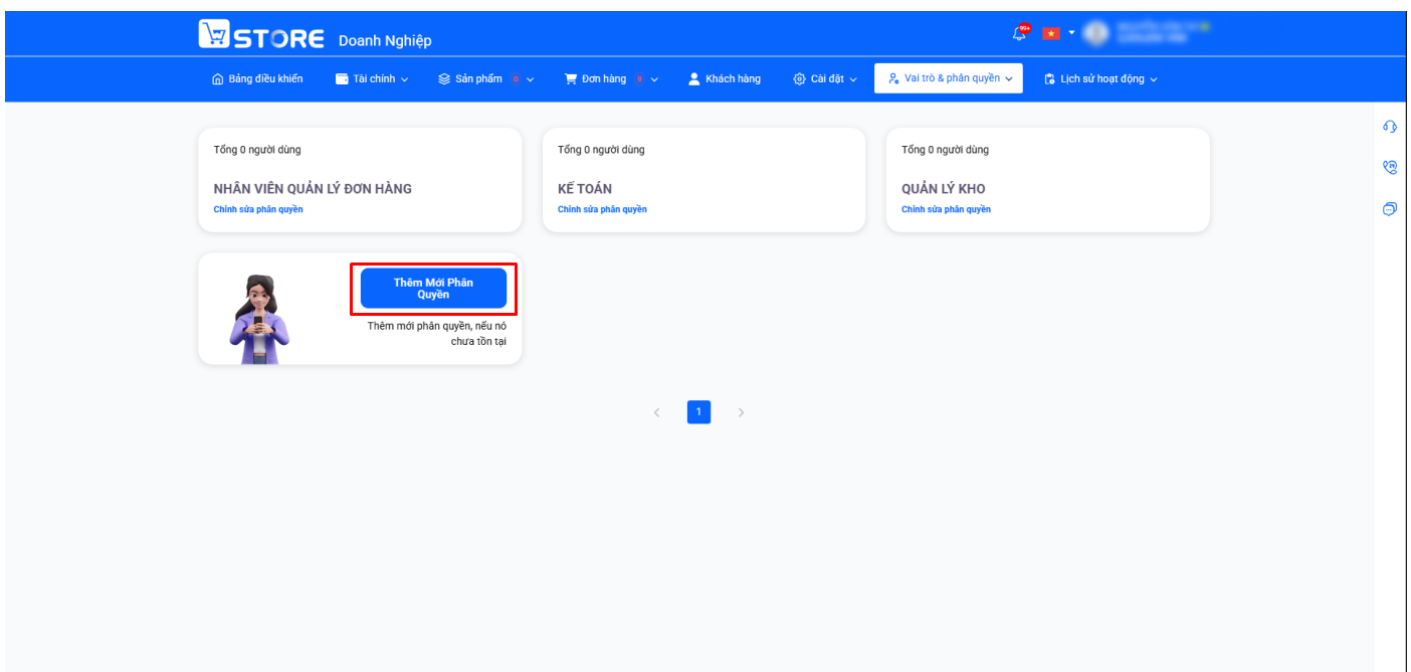 STORE Doanh Nghiệp
99+
Bảng điều khiển Tài chính Sản phẩm 0 Đơn hàng 0 Khách hàng Cài đặt Vai trò & phân quyền Lịch sử hoạt động
Tổng 0 người dùng
NHÂN VIÊN QUẢN LÝ ĐƠN HÀNG
Chỉnh sửa phân quyền
Tổng 0 người dùng
KẾ TOÁN
Chỉnh sửa phân quyền
Tổng 0 người dùng
QUẢN LÝ KHO
Chỉnh sửa phân quyền
Thêm Mới Phân
Quyền
Thêm mới phân quyền, nếu nó
chưa tồn tại
1